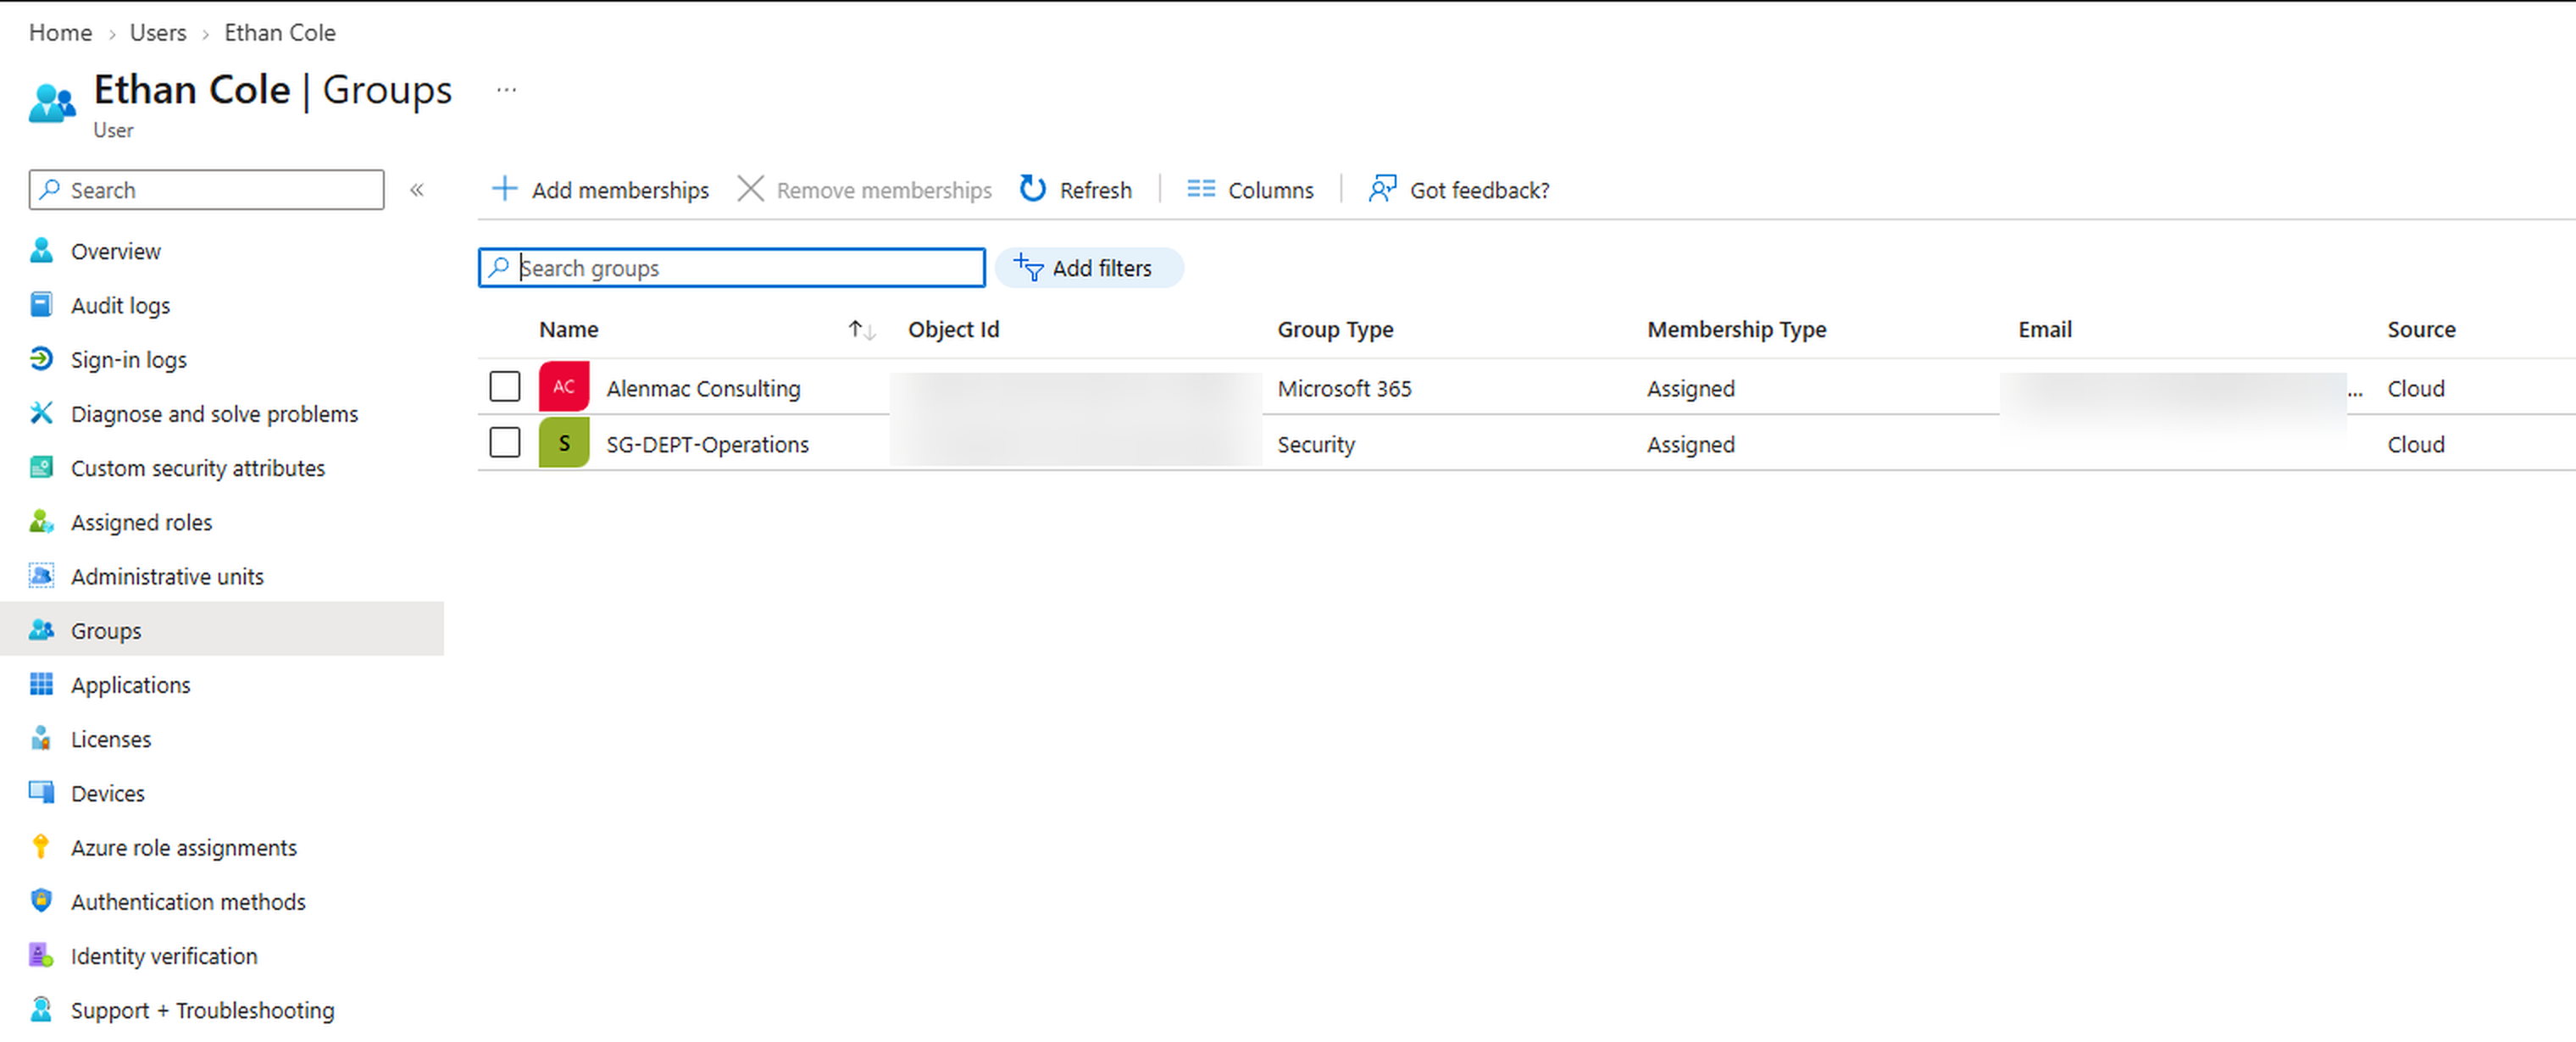 Home > Users > Ethan Cole
Ethan Cole | Groups ...
User
Search «
Add memberships Remove memberships Refresh Columns Got feedback?
Search groups Add filters
Name ↑↓ Object Id Group Type Membership Type Email Source
AC Alenmac Consulting Microsoft 365 Assigned ... Cloud
S SG-DEPT-Operations Security Assigned Cloud
Overview
Audit logs
Sign-in logs
Diagnose and solve problems
Custom security attributes
Assigned roles
Administrative units
Groups
Applications
Licenses
Devices
Azure role assignments
Authentication methods
Identity verification
Support + Troubleshooting